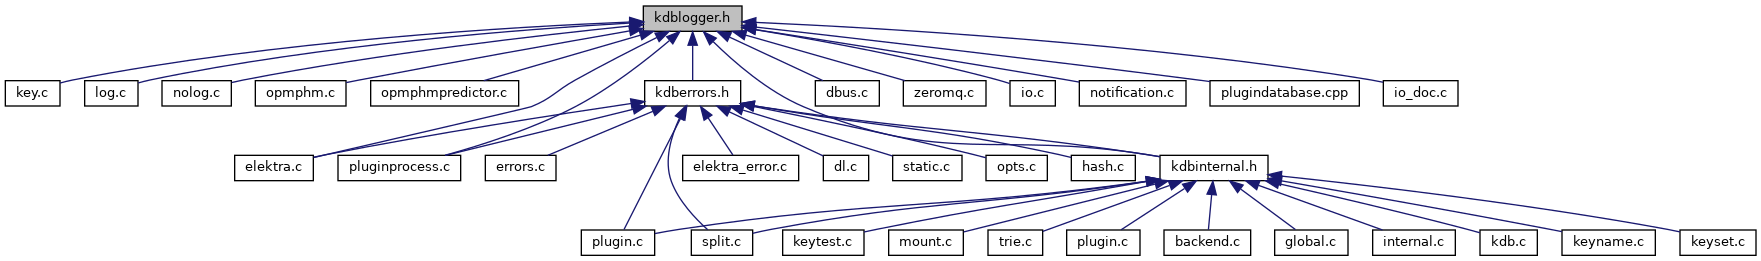 kdblogger.h
key.c
log.c
nolog.c
opmphm.c
opmphmpredictor.c
kdberrors.h
dbus.c
zeromq.c
io.c
notification.c
plugindatabase.cpp
io_doc.c
elektra.c
pluginprocess.c
errors.c
elektra_error.c
dl.c
static.c
opts.c
hash.c
kdbinternal.h
plugin.c
split.c
keytest.c
mount.c
trie.c
plugin.c
backend.c
global.c
internal.c
kdb.c
keyname.c
keyset.c